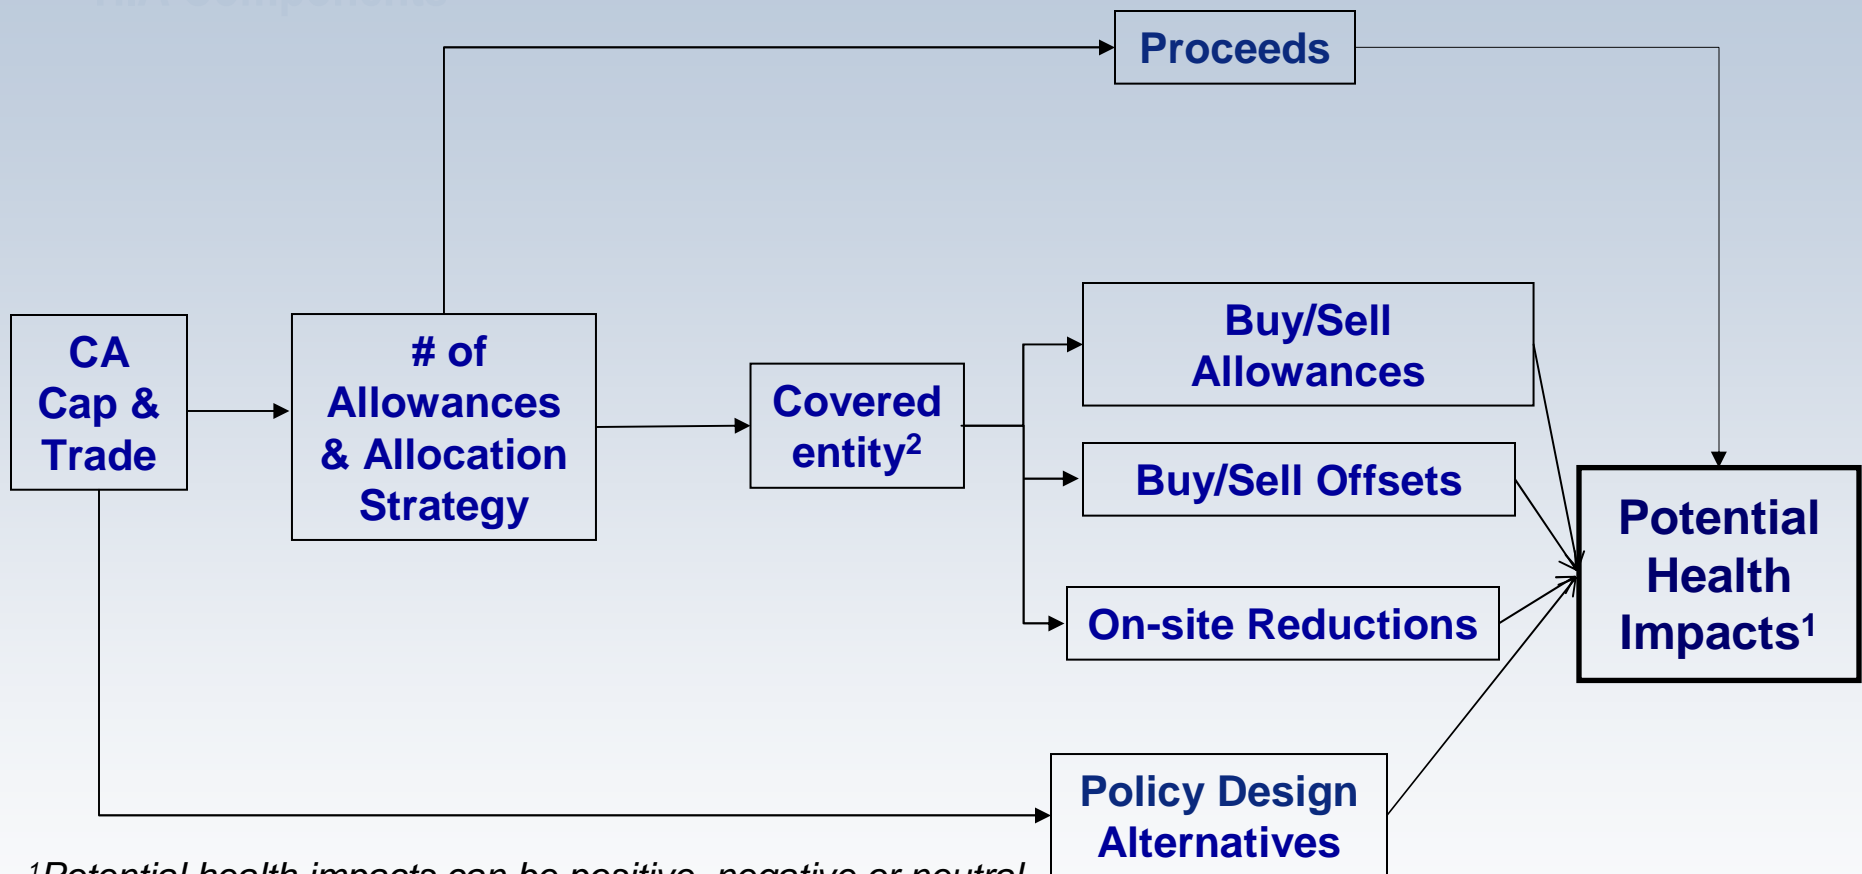 Components
Proceeds
CA
Cap &
Trade
# of
Allowances
& Allocation
Strategy
Covered
entity²
Buy/Sell
Allowances
Buy/Sell Offsets
On-site Reductions
Potential
Health
Impacts¹
Policy Design
Alternatives
¹Potential health impacts can be positive, negative or neutral